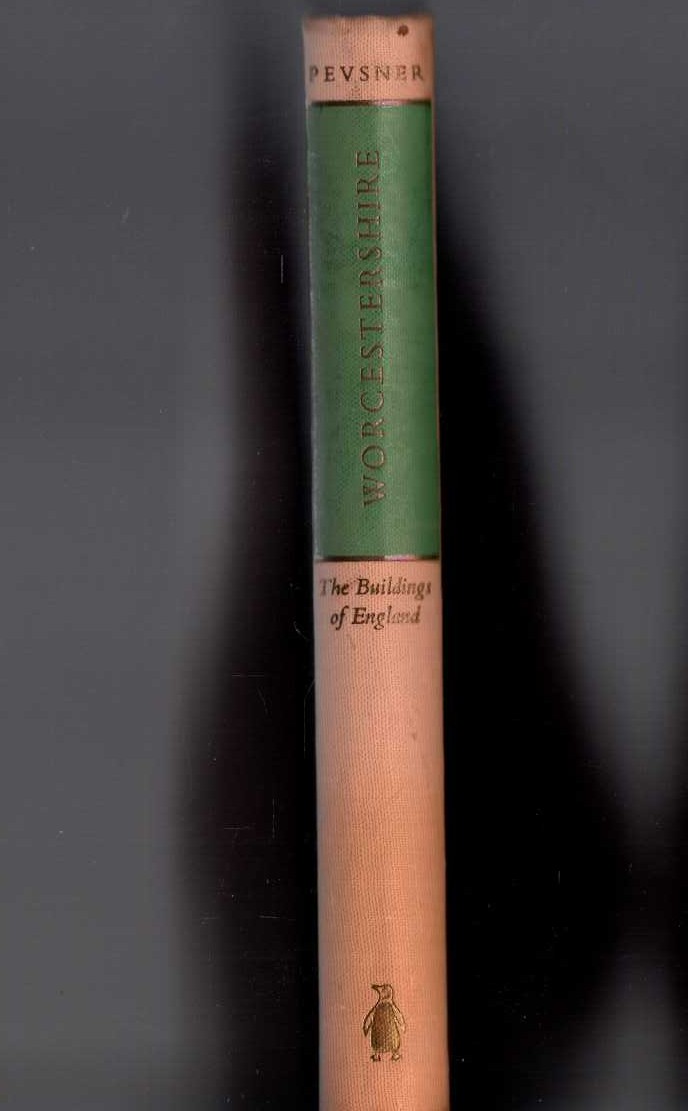 PEVSNER
WORCESTERSHIRE
The Buildings
of England